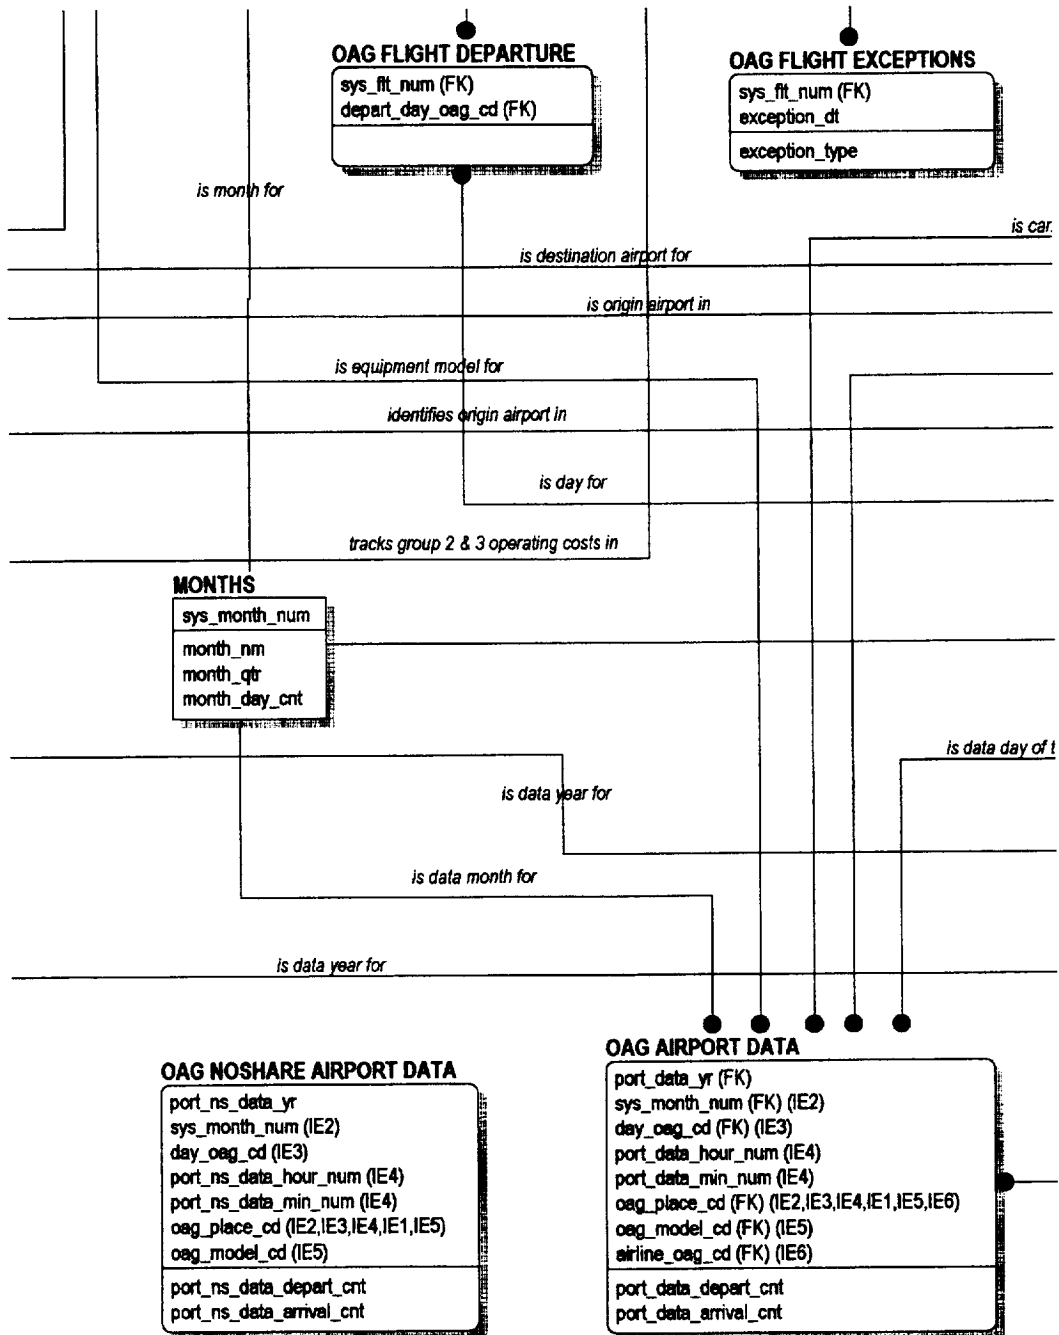 OAG FLIGHT DEPARTURE
sys_flt_num (FK)
depart_day_oag_cd (FK)
OAG FLIGHT EXCEPTIONS
sys_flt_num (FK)
exception_dt
exception_type
is month for
is car.
is destination airport for
is origin airport in
is equipment model for
identifies origin airport in
is day for
tracks group 2 & 3 operating costs in
MONTHS
sys_month_num
month_nm
month_qtr
month_day_cnt
is data day of t
is data year for
is data month for
is data year for
OAG NOSHARE AIRPORT DATA
port_ns_data_yr
sys_month_num (IE2)
day_oag_cd (IE3)
port_ns_data_hour_num (IE4)
port_ns_data_min_num (IE4)
oag_place_cd (IE2,IE3,IE4,IE1,IE5)
oag_model_cd (IE5)
port_ns_data_depart_cnt
port_ns_data_arrival_cnt
OAG AIRPORT DATA
port_data_yr (FK)
sys_month_num (FK) (IE2)
day_oag_cd (FK) (IE3)
port_data_hour_num (IE4)
port_data_min_num (IE4)
oag_place_cd (FK) (IE2,IE3,IE4,IE1,IE5,IE6)
oag_model_cd (FK) (IE5)
airline_oag_cd (FK) (IE6)
port_data_depart_cnt
port_data_arrival_cnt